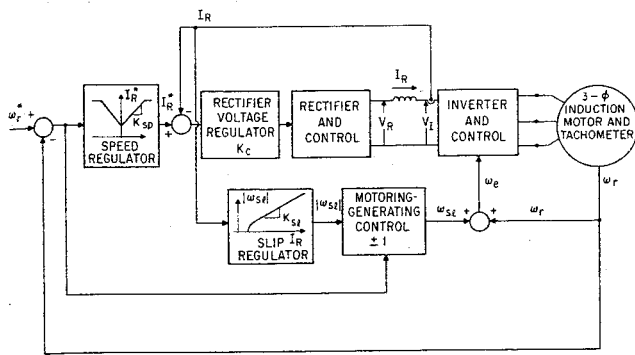 I_R
ω_r* +
-
I_R*
K_sp
SPEED
REGULATOR
I_R*
-
+
RECTIFIER
VOLTAGE
REGULATOR
K_C
RECTIFIER
AND
CONTROL
I_R
V_R
V_I
INVERTER
AND
CONTROL
3-ϕ
INDUCTION
MOTOR AND
TACHOMETER
ω_r
ω_e
|ω_sℓ|
K_sℓ
I_R
SLIP
REGULATOR
|ω_sℓ|
MOTORING-
GENERATING
CONTROL
± 1
ω_sℓ
+
+
ω_r